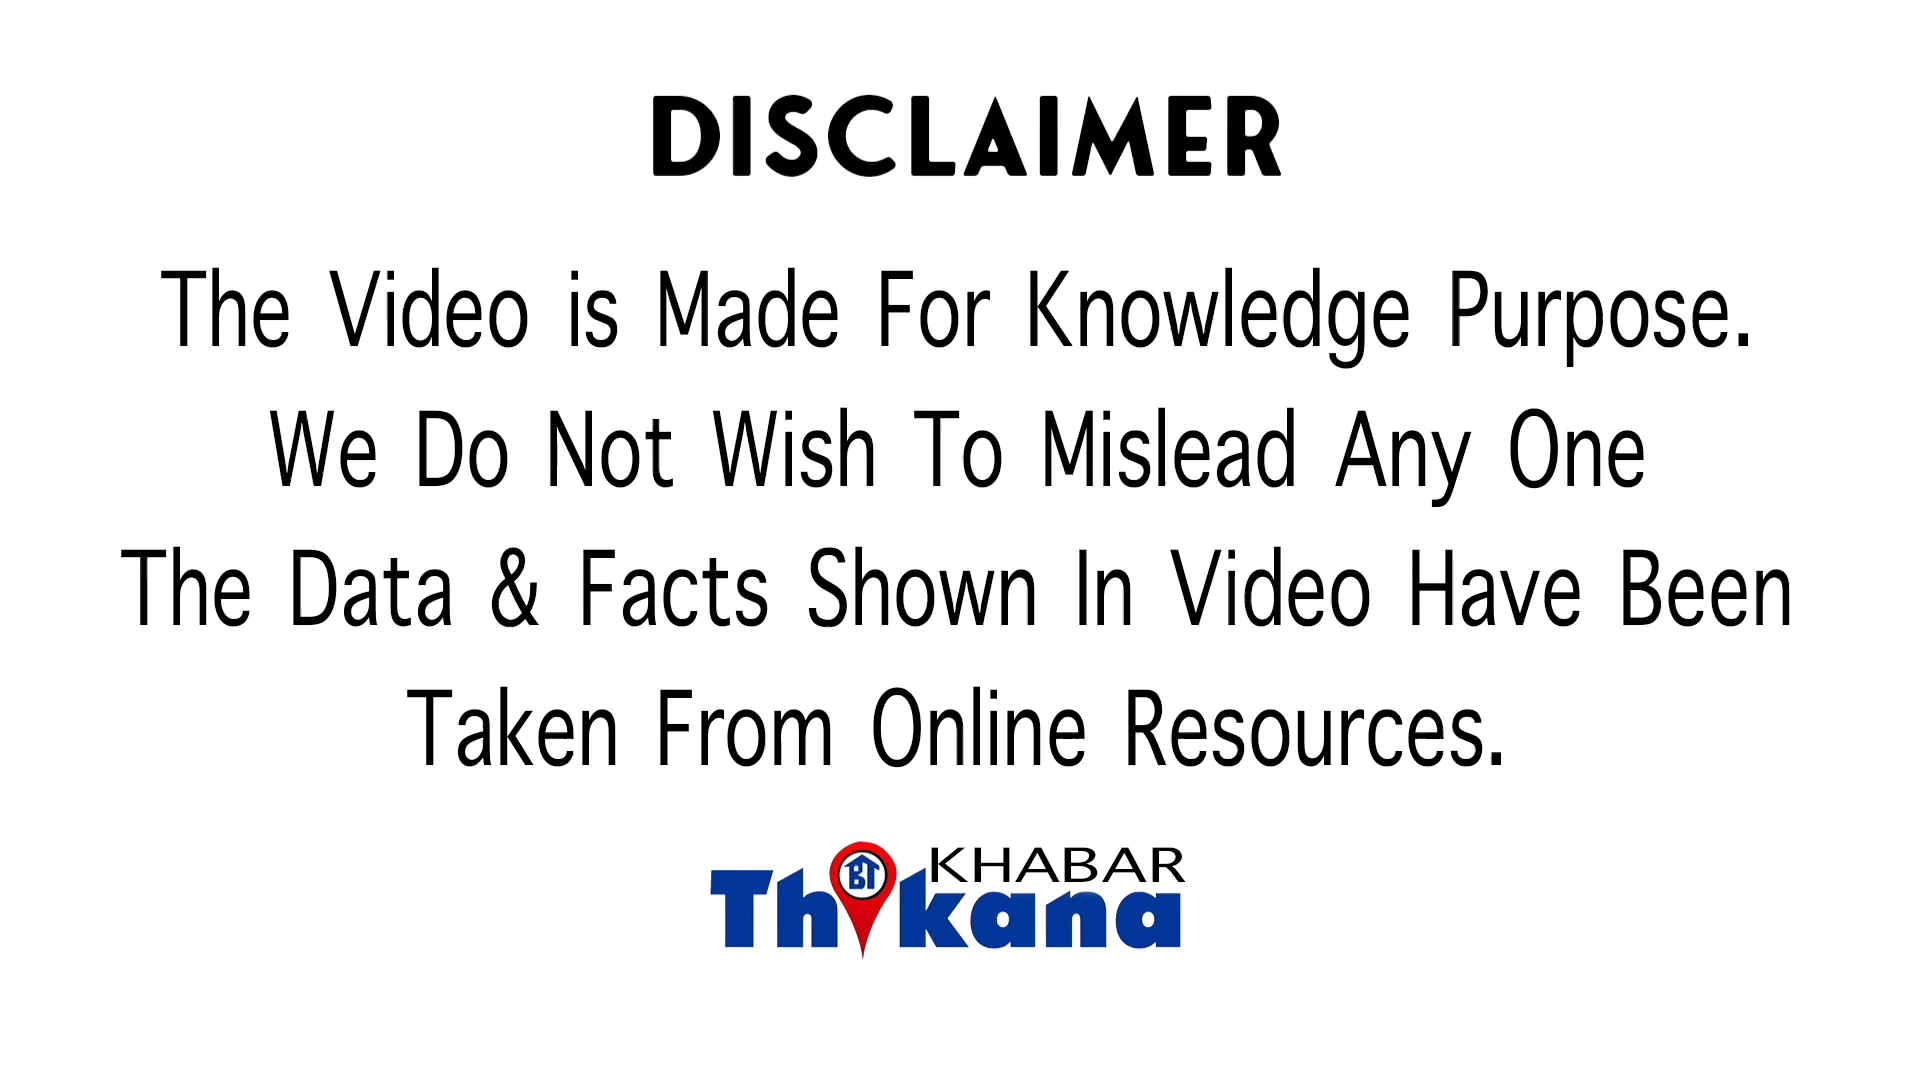 DISCLAIMER
The Video is Made For Knowledge Purpose.
We Do Not Wish To Mislead Any One
The Data & Facts Shown In Video Have Been
Taken From Online Resources.
KHABAR
BT
Thikana